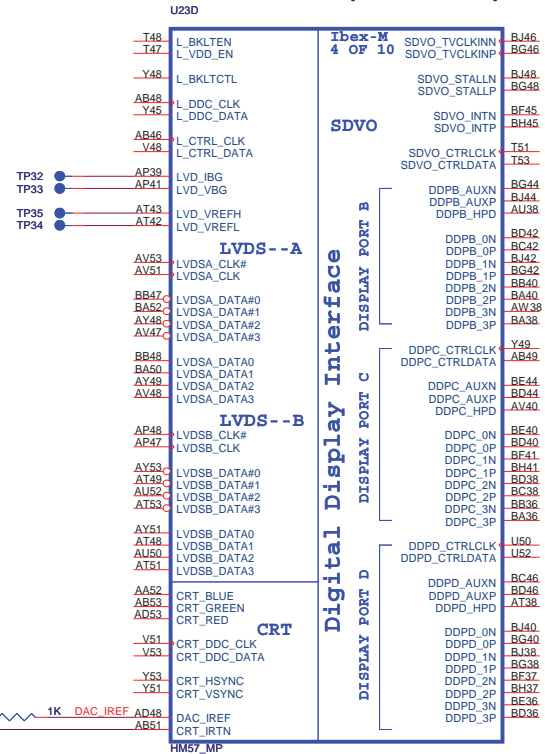 U23D
Ibex-M
4 OF 10
T48 L_BKLTEN
T47 L_VDD_EN
Y48 L_BKLTCTL
AB48 L_DDC_CLK
Y45 L_DDC_DATA
AB46 L_CTRL_CLK
V48 L_CTRL_DATA
TP32 AP39 LVD_IBG
TP33 AP41 LVD_VBG
TP35 AT43 LVD_VREFH
TP34 AT42 LVD_VREFL
LVDS--A
AV53 LVDSA_CLK#
AV51 LVDSA_CLK
BB47 LVDSA_DATA#0
BA52 LVDSA_DATA#1
AY48 LVDSA_DATA#2
AV47 LVDSA_DATA#3
BB48 LVDSA_DATA0
BA50 LVDSA_DATA1
AY49 LVDSA_DATA2
AV48 LVDSA_DATA3
LVDS--B
AP48 LVDSB_CLK#
AP47 LVDSB_CLK
AY53 LVDSB_DATA#0
AT49 LVDSB_DATA#1
AU52 LVDSB_DATA#2
AT53 LVDSB_DATA#3
AY51 LVDSB_DATA0
AT48 LVDSB_DATA1
AU50 LVDSB_DATA2
AT51 LVDSB_DATA3
AA52 CRT_BLUE
AB53 CRT_GREEN
AD53 CRT_RED
CRT
V51 CRT_DDC_CLK
V53 CRT_DDC_DATA
Y53 CRT_HSYNC
Y51 CRT_VSYNC
1K DAC_IREF AD48 DAC_IREF
AB51 CRT_IRTN
HM57_MP
Digital Display Interface
SDVO_TVCLKINN BJ46
SDVO_TVCLKINP BG46
SDVO_STALLN BJ48
SDVO_STALLP BG48
SDVO
SDVO_INTN BF45
SDVO_INTP BH45
SDVO_CTRLCLK T51
SDVO_CTRLDATA T53
DISPLAY PORT B
DDPB_AUXN BG44
DDPB_AUXP BJ44
DDPB_HPD AU38
DDPB_0N BD42
DDPB_0P BC42
DDPB_1N BJ42
DDPB_1P BG42
DDPB_2N BB40
DDPB_2P BA40
DDPB_3N AW38
DDPB_3P BA38
DISPLAY PORT C
DDPC_CTRLCLK Y49
DDPC_CTRLDATA AB49
DDPC_AUXN BE44
DDPC_AUXP BD44
DDPC_HPD AV40
DDPC_0N BE40
DDPC_0P BD40
DDPC_1N BF41
DDPC_1P BH41
DDPC_2N BD38
DDPC_2P BC38
DDPC_3N BB36
DDPC_3P BA36
DISPLAY PORT D
DDPD_CTRLCLK U50
DDPD_CTRLDATA U52
DDPD_AUXN BC46
DDPD_AUXP BD46
DDPD_HPD AT38
DDPD_0N BJ40
DDPD_0P BG40
DDPD_1N BJ38
DDPD_1P BG38
DDPD_2N BF37
DDPD_2P BH37
DDPD_3N BE36
DDPD_3P BD36